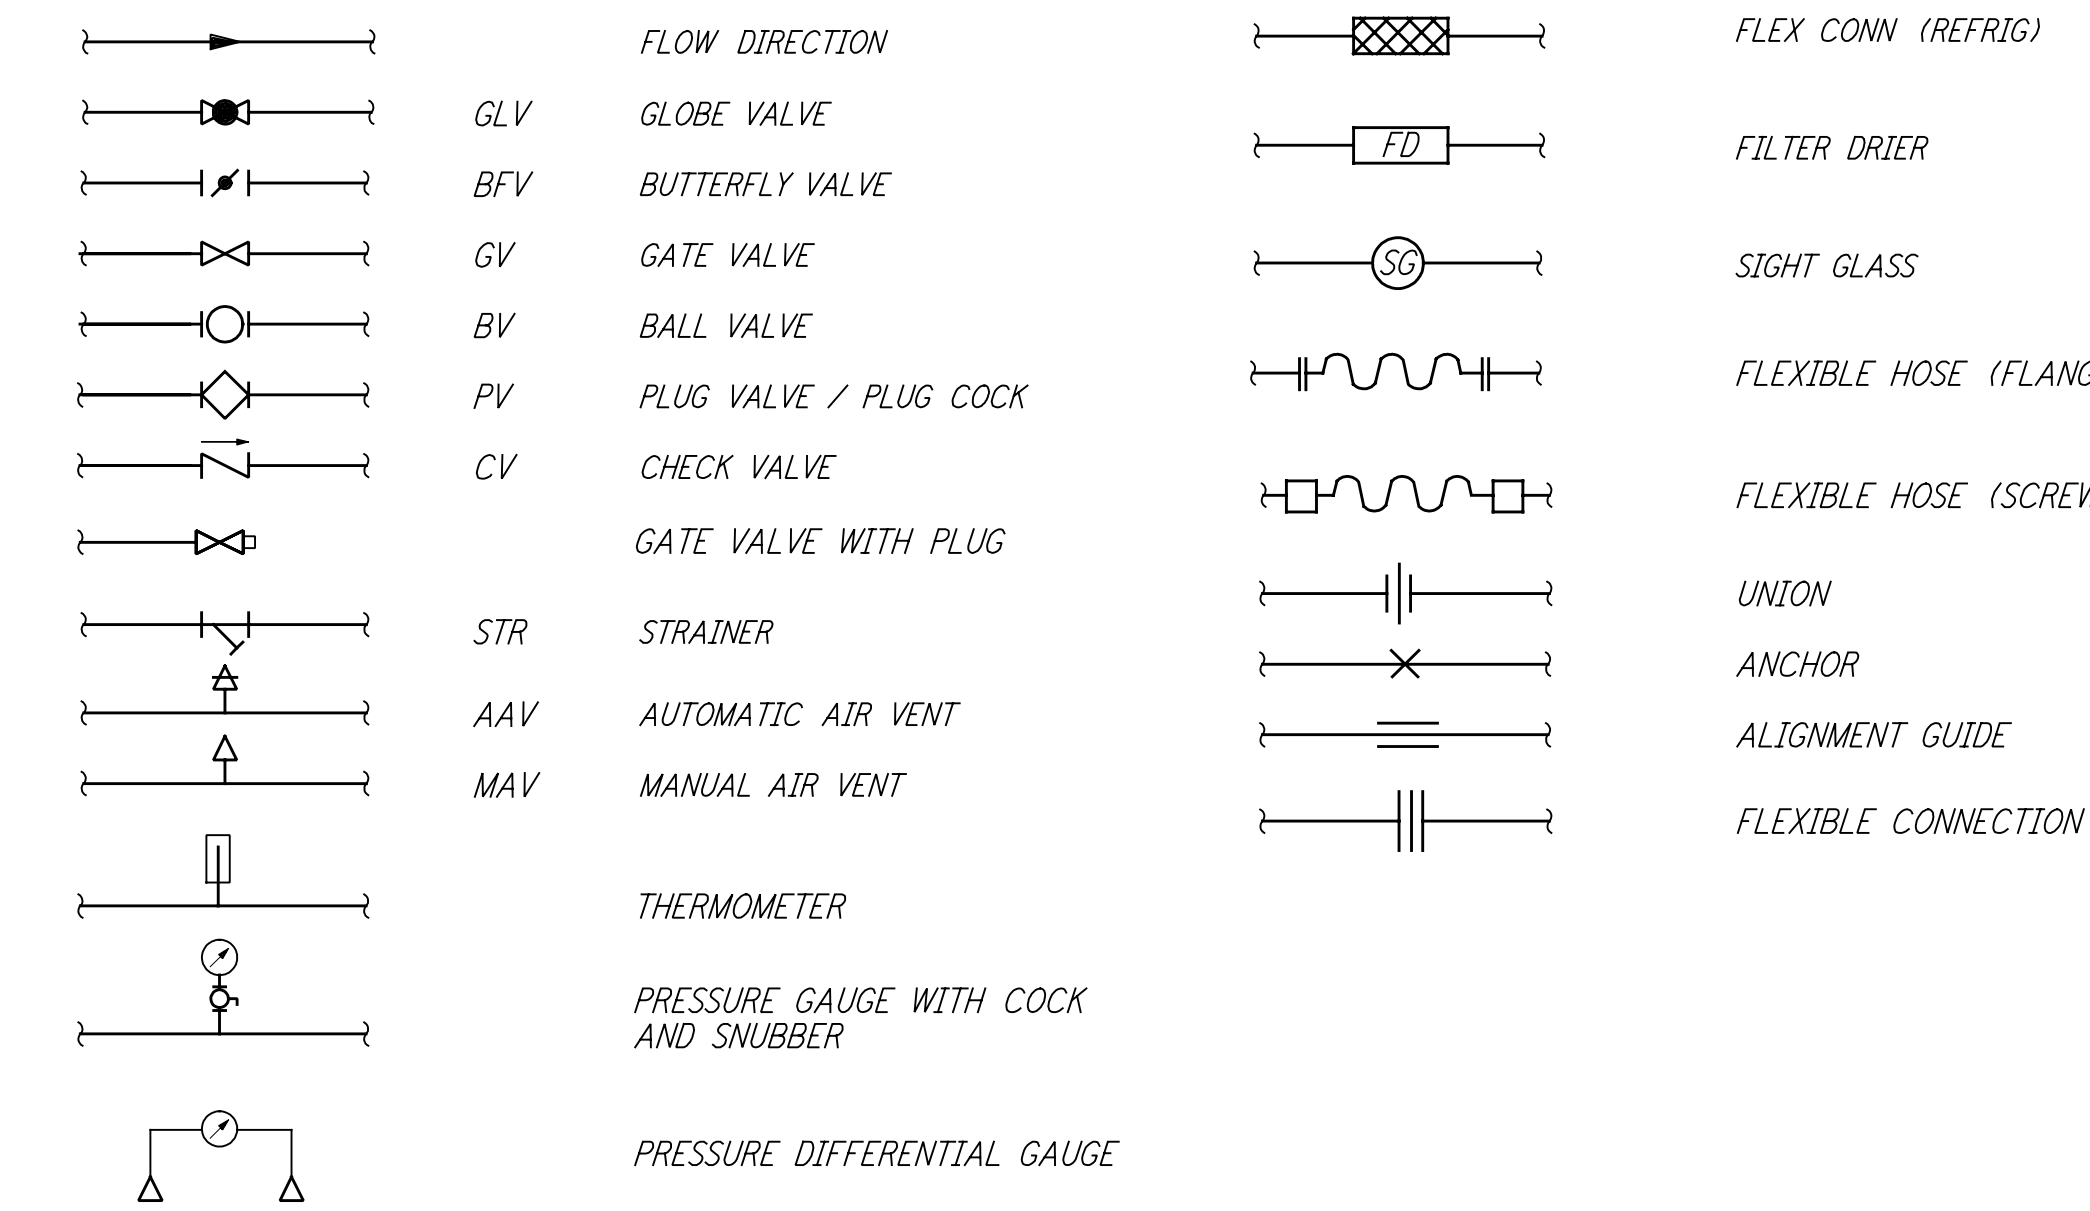 FLOW DIRECTION
GLV GLOBE VALVE
BFV BUTTERFLY VALVE
GV GATE VALVE
BV BALL VALVE
PV PLUG VALVE / PLUG COCK
CV CHECK VALVE
GATE VALVE WITH PLUG
STR STRAINER
AAV AUTOMATIC AIR VENT
MAV MANUAL AIR VENT
THERMOMETER
PRESSURE GAUGE WITH COCK
AND SNUBBER
PRESSURE DIFFERENTIAL GAUGE
FLEX CONN (REFRIG)
FD FILTER DRIER
SG SIGHT GLASS
FLEXIBLE HOSE
FLEXIBLE HOSE
UNION
ANCHOR
ALIGNMENT GUIDE
FLEXIBLE CONNECTION